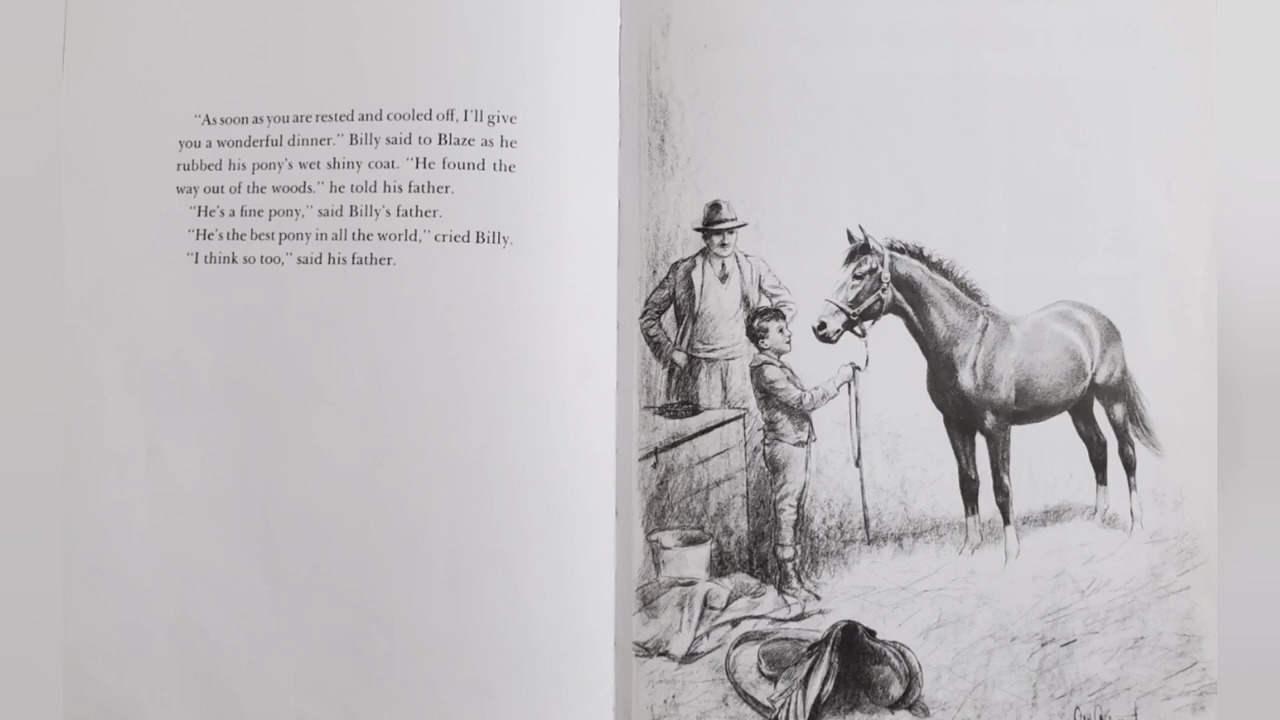 "As soon as you are rested and cooled off, I'll give
you a wonderful dinner." Billy said to Blaze as he
rubbed his pony's wet shiny coat. "He found the
way out of the woods." he told his father.
"He's a fine pony," said Billy's father.
"He's the best pony in all the world," cried Billy.
"I think so too," said his father.